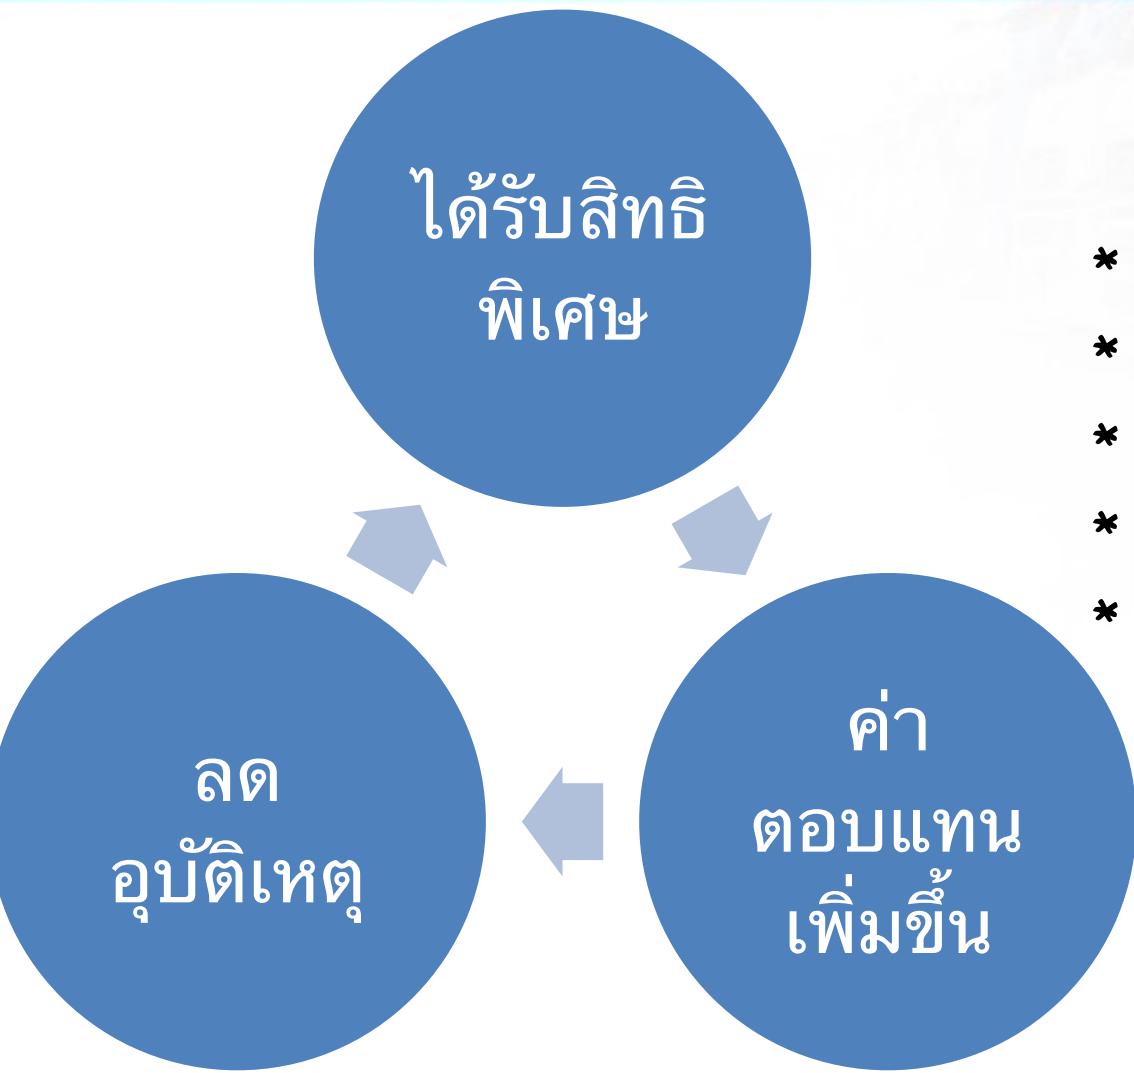 ได้รับสิทธิ
พิเศษ
*
*
*
*
*
ค่า
ตอบแทน
เพิ่มขึ้น
ลด
อุบัติเหตุ